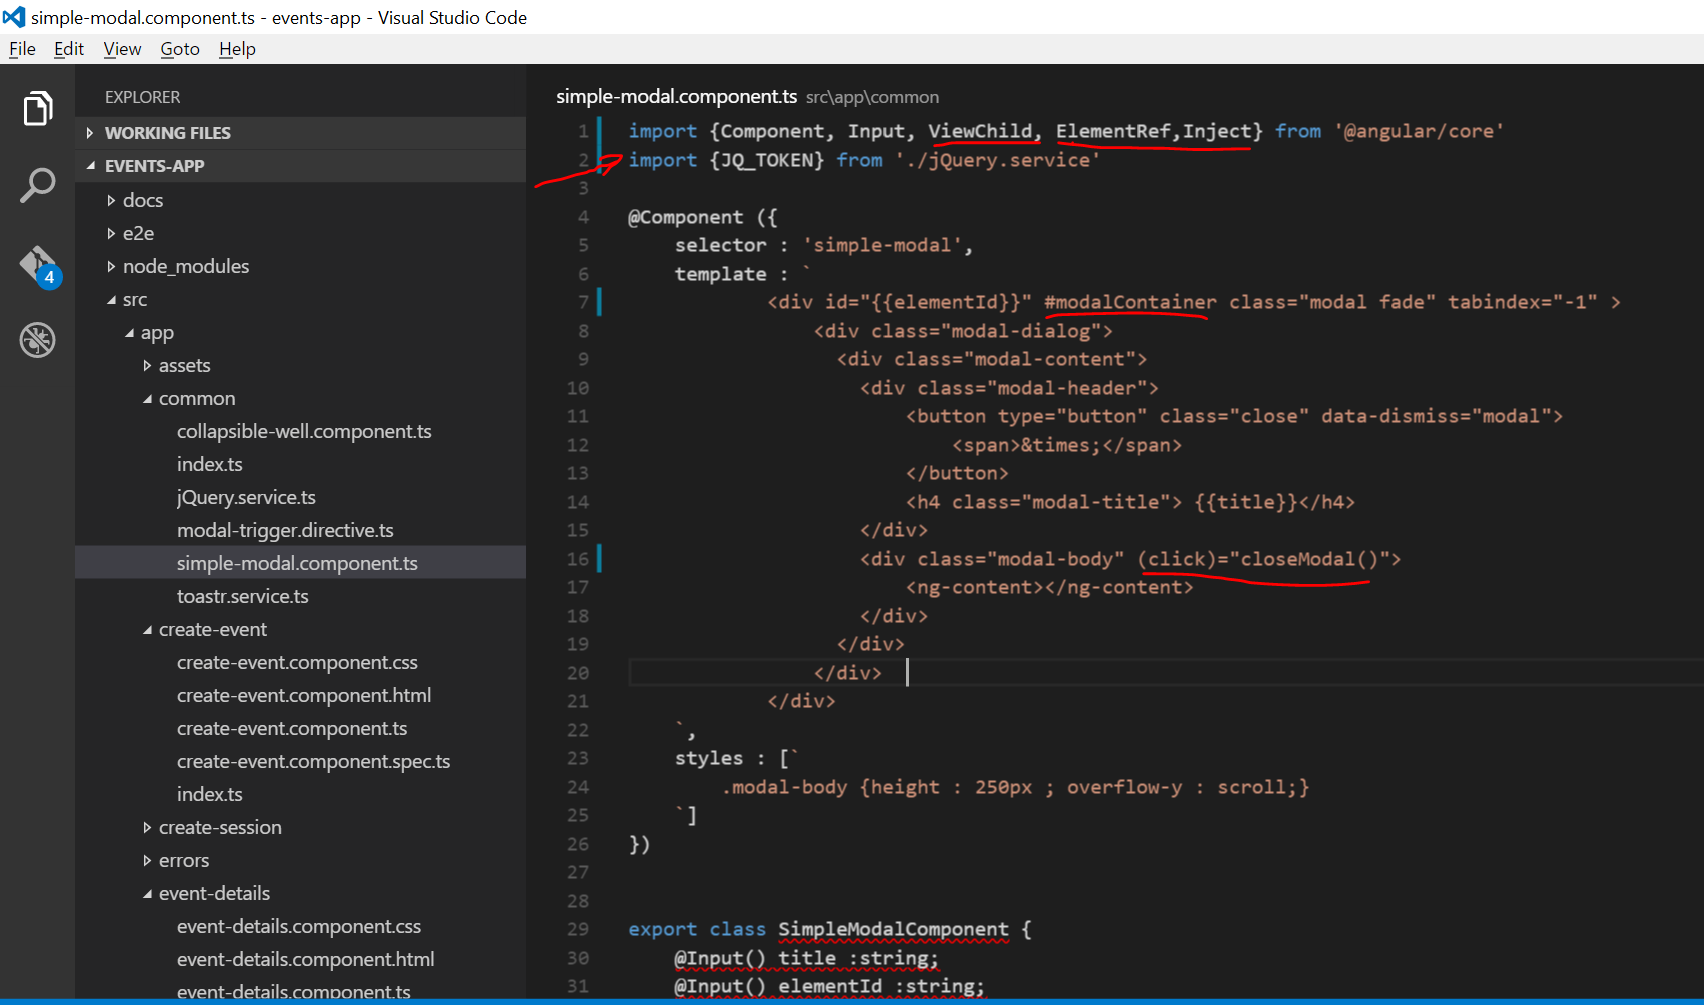 simple-modal.component.ts - events-app - Visual Studio Code
File Edit View Goto Help
EXPLORER
WORKING FILES
EVENTS-APP
docs
e2e
node_modules
src
app
assets
common
collapsible-well.component.ts
index.ts
jQuery.service.ts
modal-trigger.directive.ts
simple-modal.component.ts
toastr.service.ts
create-event
create-event.component.css
create-event.component.html
create-event.component.ts
create-event.component.spec.ts
index.ts
create-session
errors
event-details
event-details.component.css
event-details.component.html
event-details.component.ts
4
simple-modal.component.ts src\app\common
1 import {Component, Input, ViewChild, ElementRef,Inject} from '@angular/core'
2 import {JQ_TOKEN} from './jQuery.service'
3
4 @Component ({
5 selector : 'simple-modal',
6 template : `
7 <div id="{{elementId}}" #modalContainer class="modal fade" tabindex="-1" >
8 <div class="modal-dialog">
9 <div class="modal-content">
10 <div class="modal-header">
11 <button type="button" class="close" data-dismiss="modal">
12 <span>&times;</span>
13 </button>
14 <h4 class="modal-title"> {{title}}</h4>
15 </div>
16 <div class="modal-body" (click)="closeModal()">
17 <ng-content></ng-content>
18 </div>
19 </div>
20 </div>
21 </div>
22 `,
23 styles : [`
24 .modal-body {height : 250px ; overflow-y : scroll;}
25 `]
26 })
27
28
29 export class SimpleModalComponent {
30 @Input() title :string;
31 @Input() elementId :string;